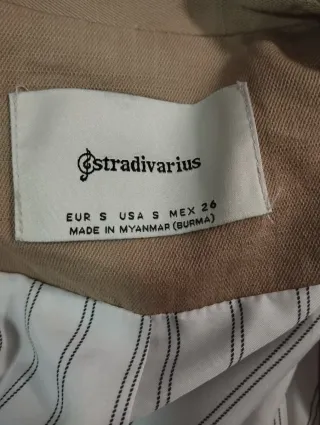 stradivarius
EUR S USA S MEX 26
MADE IN MYANMAR (BURMA)